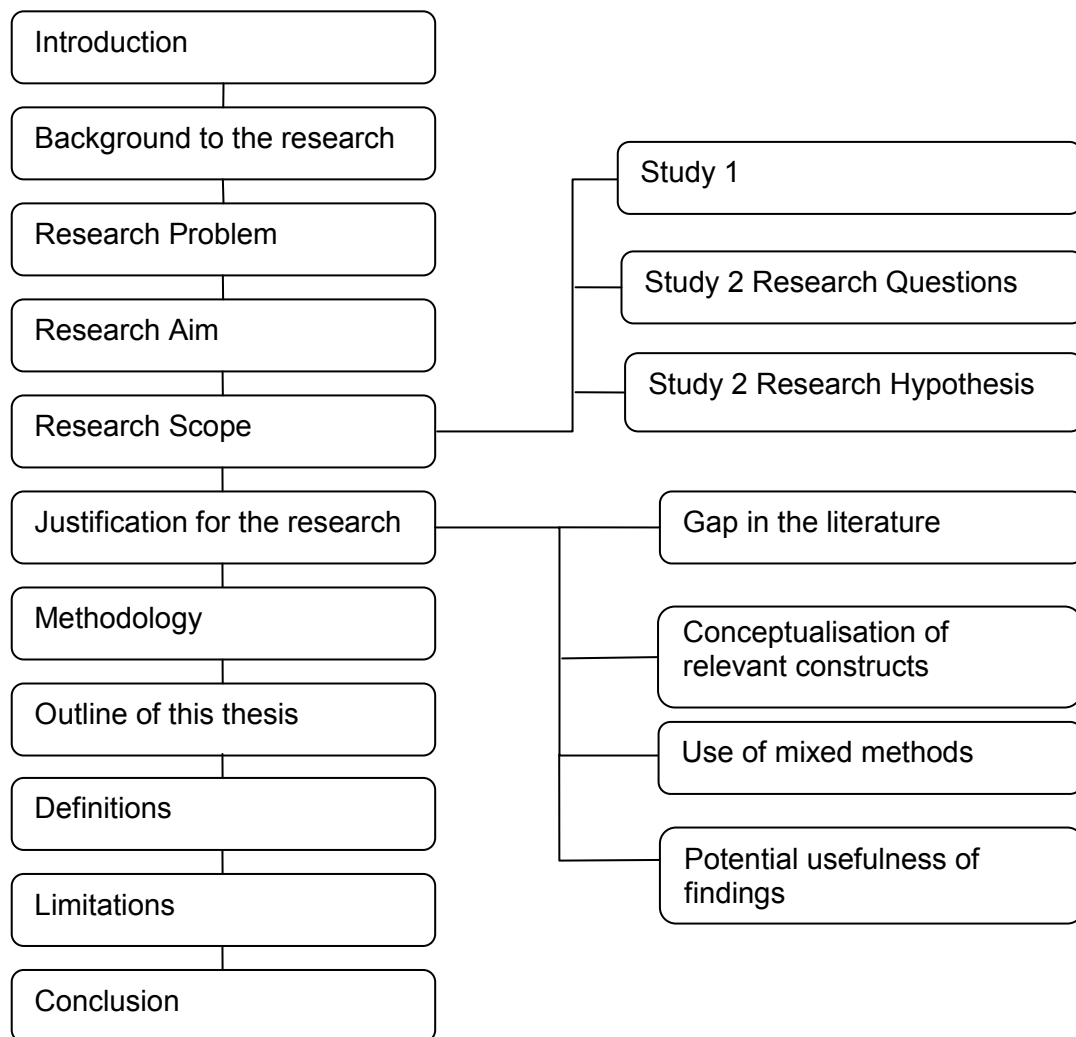 Introduction
Background to the research
Research Problem
Research Aim
Research Scope
Justification for the research
Methodology
Outline of this thesis
Definitions
Limitations
Conclusion
Study 1
Study 2 Research Questions
Study 2 Research Hypothesis
Gap in the literature
Conceptualisation of
relevant constructs
Use of mixed methods
Potential usefulness of
findings